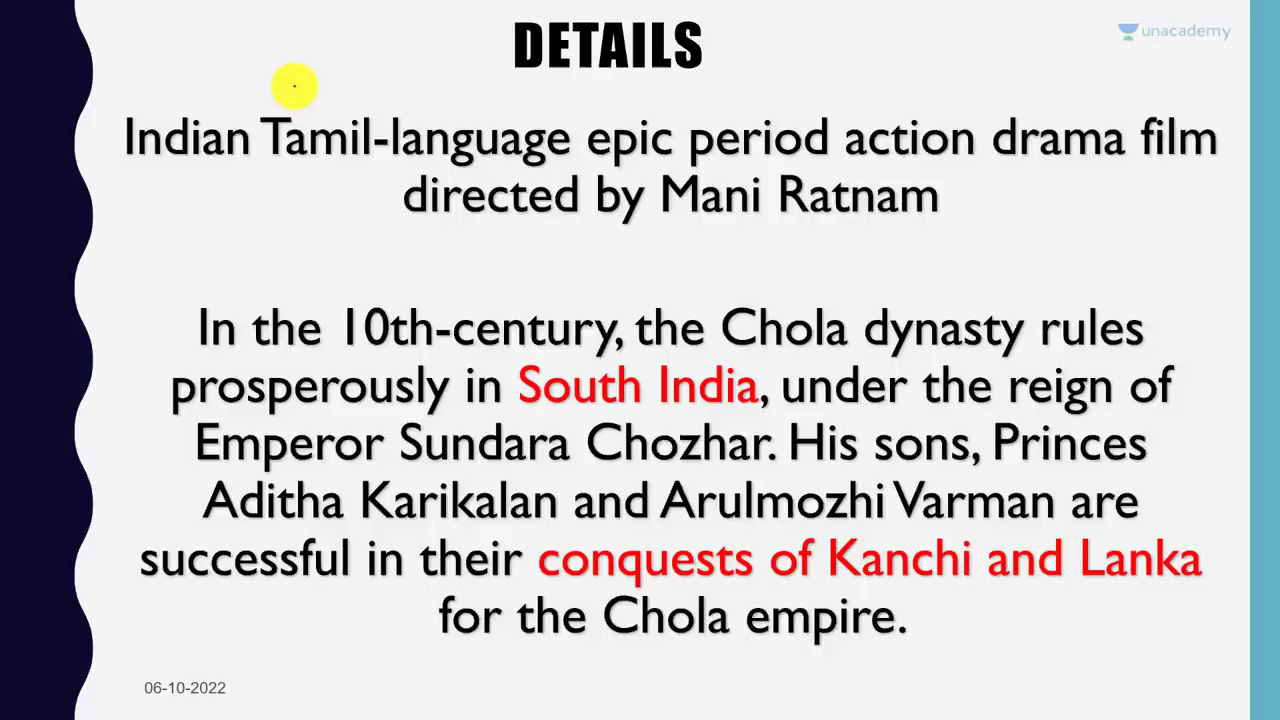 DETAILS
unacademy
Indian Tamil-language epic period action drama film
directed by Mani Ratnam
In the 10th-century, the Chola dynasty rules
prosperously in South India, under the reign of
Emperor Sundara Chozhar. His sons, Princes
Aditha Karikalan and Arulmozhi Varman are
successful in their conquests of Kanchi and Lanka
for the Chola empire.
06-10-2022